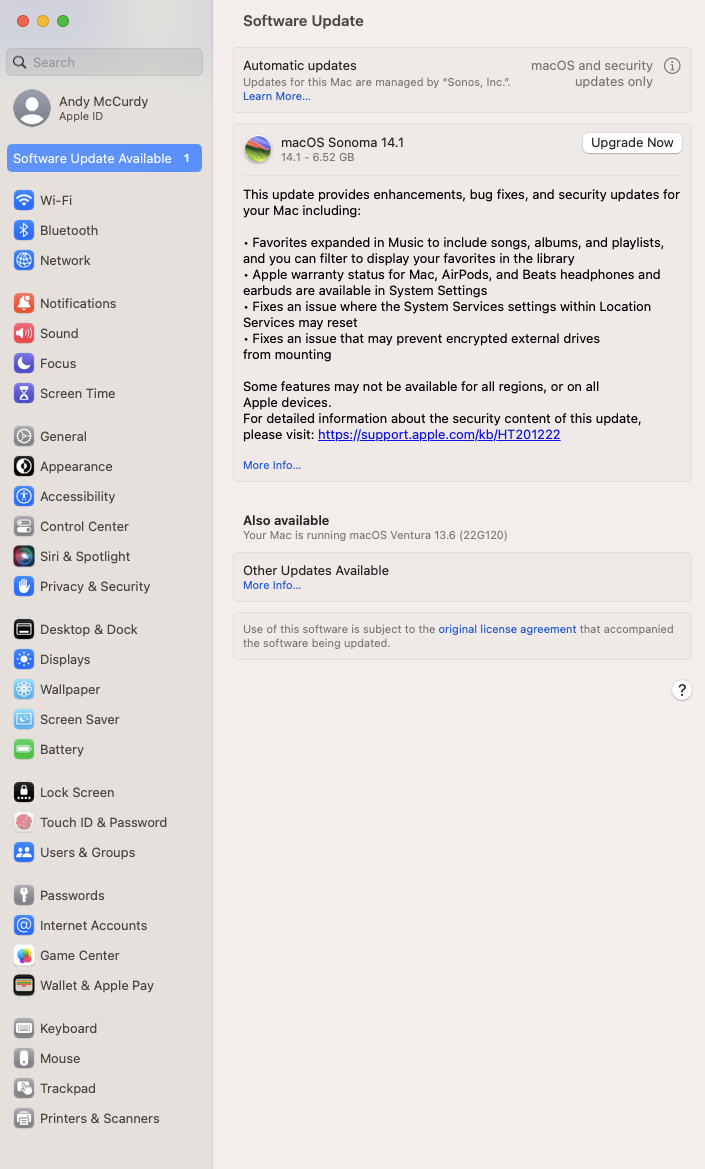 Search
Andy McCurdy
Apple ID
Software Update Available 1
Wi-Fi
Bluetooth
Network
Notifications
Sound
Focus
Screen Time
General
Appearance
Accessibility
Control Center
Siri & Spotlight
Privacy & Security
Desktop & Dock
Displays
Wallpaper
Screen Saver
Battery
Lock Screen
Touch ID & Password
Users & Groups
Passwords
Internet Accounts
Game Center
Wallet & Apple Pay
Keyboard
Mouse
Trackpad
Printers & Scanners
Software Update
Automatic updates
Updates for this Mac are managed by “Sonos, Inc.”.
Learn More...
macOS and security
updates only
macOS Sonoma 14.1
14.1 - 6.52 GB
Upgrade Now
This update provides enhancements, bug fixes, and security updates for
your Mac including:
• Favorites expanded in Music to include songs, albums, and playlists,
and you can filter to display your favorites in the library
• Apple warranty status for Mac, AirPods, and Beats headphones and
earbuds are available in System Settings
• Fixes an issue where the System Services settings within Location
Services may reset
• Fixes an issue that may prevent encrypted external drives
from mounting
Some features may not be available for all regions, or on all
Apple devices.
For detailed information about the security content of this update,
please visit: https://support.apple.com/kb/HT201222
More Info...
Also available
Your Mac is running macOS Ventura 13.6 (22G120)
Other Updates Available
More Info...
Use of this software is subject to the original license agreement that accompanied
the software being updated.
?